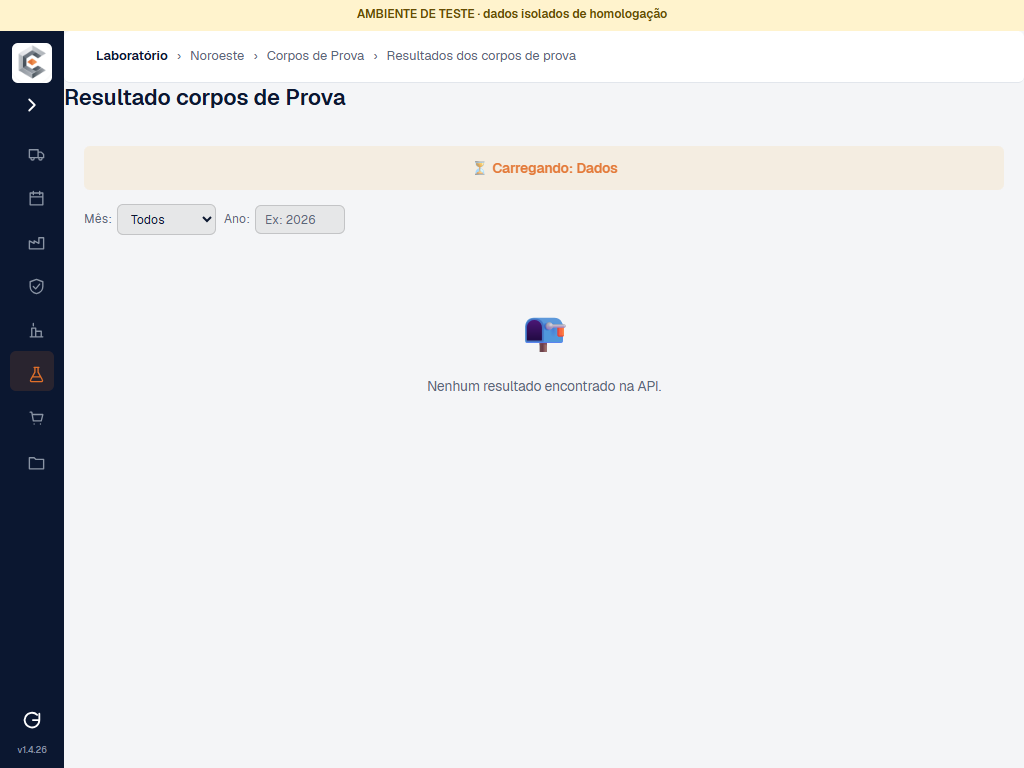 AMBIENTE DE TESTE · dados isolados de homologação
Laboratório › Noroeste › Corpos de Prova › Resultados dos corpos de prova
Resultado corpos de Prova
⏳ Carregando: Dados
Mês: Todos Ano: Ex: 2026
Nenhum resultado encontrado na API.
v1.4.26